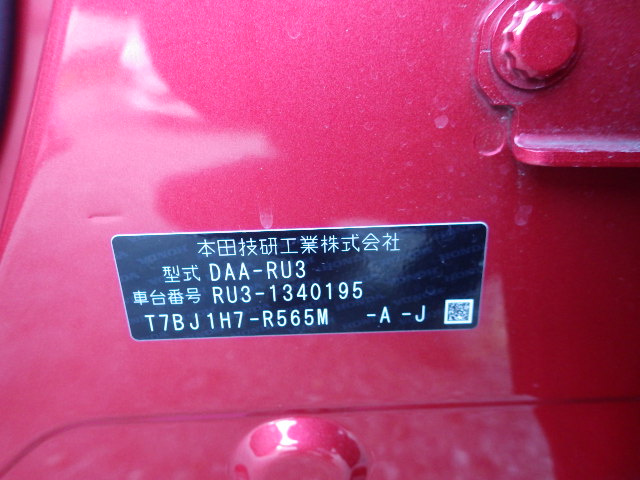 本田技研工業株式会社
型式 DAA-RU3
車台番号 RU3-1340195
T7BJ1H7-R565M -A -J